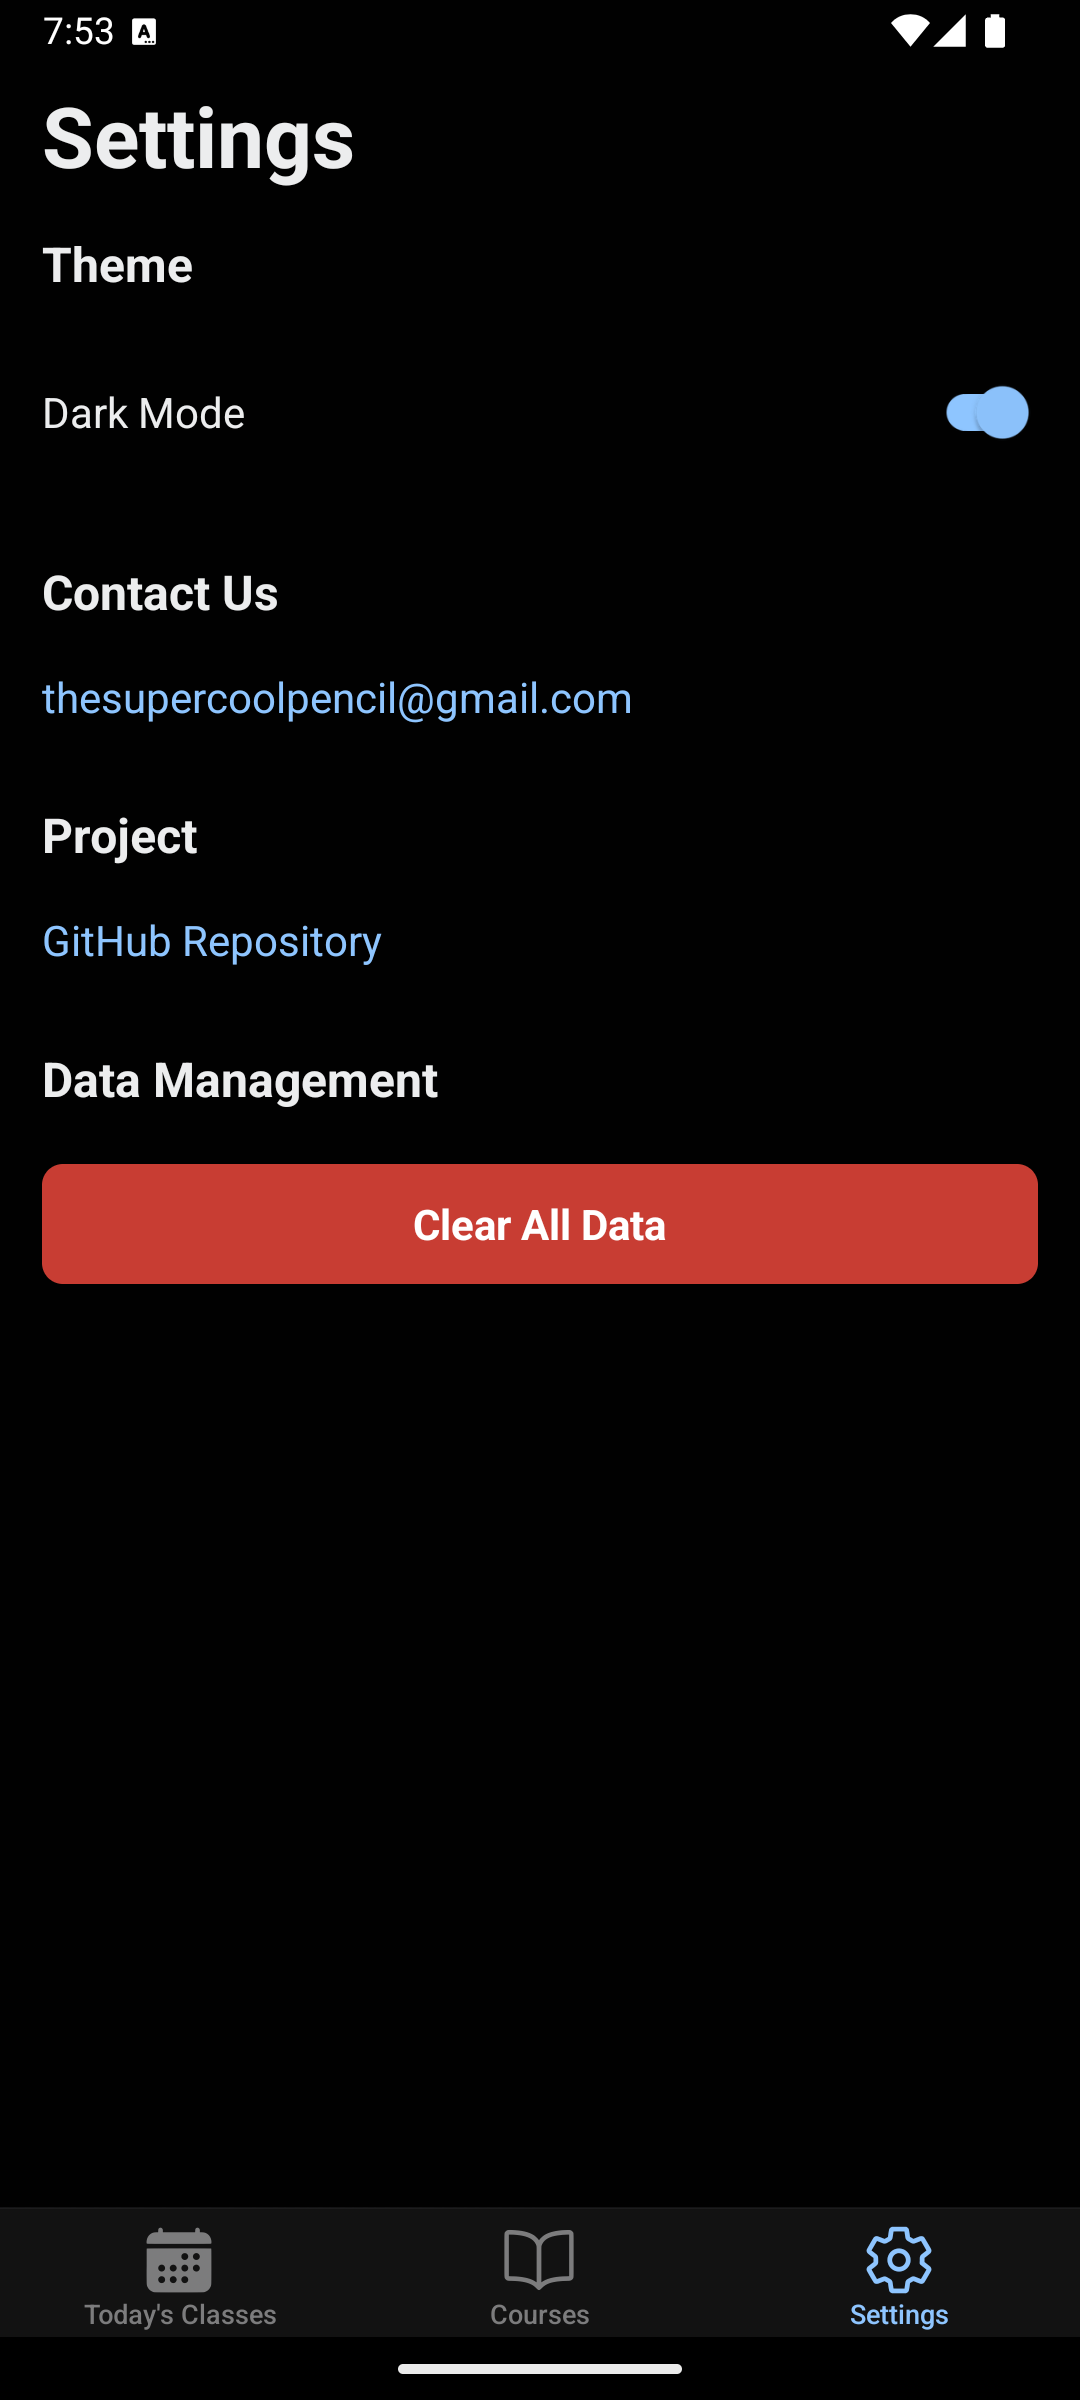 7:53
Settings
Theme
Dark Mode
Contact Us
thesupercoolpencil@gmail.com
Project
GitHub Repository
Data Management
Clear All Data
Today's Classes
Courses
Settings